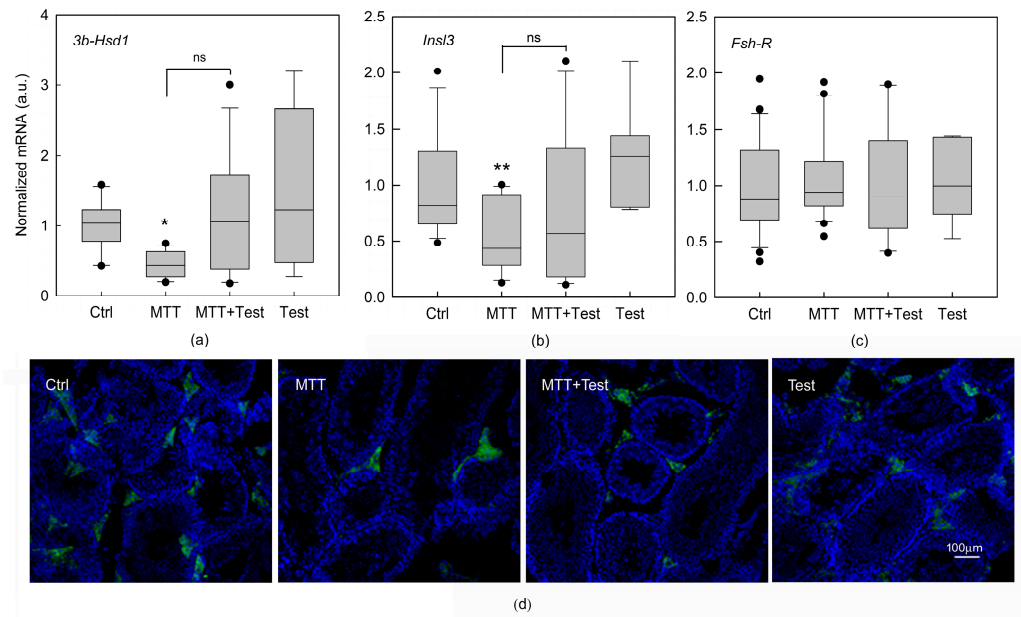 3b-Hsd1
Insl3
Fsh-R
Normalized mRNA (a.u.)
4
3
2
1
0
ns
*
Ctrl
MTT
MTT+Test
Test
(a)
2.5
2.0
1.5
1.0
0.5
0.0
ns
**
Ctrl
MTT
MTT+Test
Test
(b)
2.5
2.0
1.5
1.0
0.5
0.0
Ctrl
MTT
MTT+Test
Test
(c)
Ctrl
MTT
MTT+Test
Test
100μm
(d)